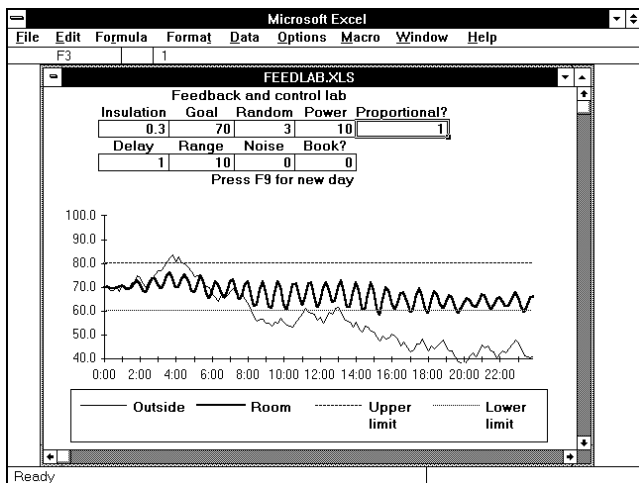 Microsoft Excel
File Edit Formula Format Data Options Macro Window Help
F3 1
FEEDLAB.XLS
Feedback and control lab
Insulation Goal Random Power Proportional?
0.3 70 3 10 1
Delay Range Noise Book?
1 10 0 0
Press F9 for new day
100.0
90.0
80.0
70.0
60.0
50.0
40.0
0:00 2:00 4:00 6:00 8:00 10:00 12:00 14:00 16:00 18:00 20:00 22:00
Outside Room Upper limit Lower limit
Ready